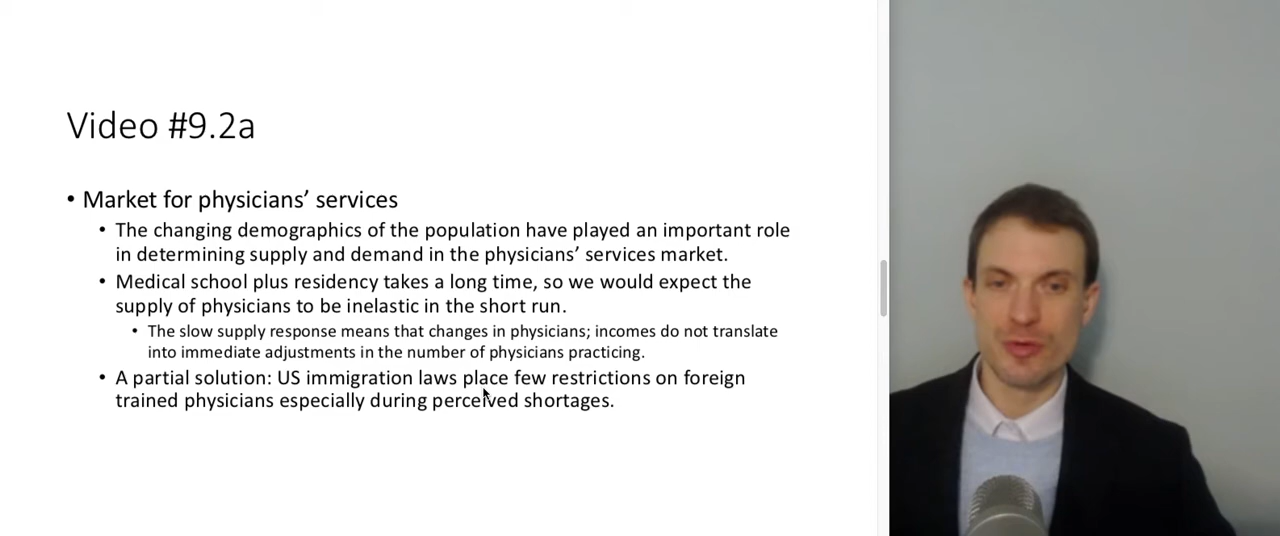 Video #9.2a
• Market for physicians’ services
• The changing demographics of the population have played an important role
in determining supply and demand in the physicians’ services market.
• Medical school plus residency takes a long time, so we would expect the
supply of physicians to be inelastic in the short run.
• The slow supply response means that changes in physicians; incomes do not translate
into immediate adjustments in the number of physicians practicing.
• A partial solution: US immigration laws place few restrictions on foreign
trained physicians especially during perceived shortages.